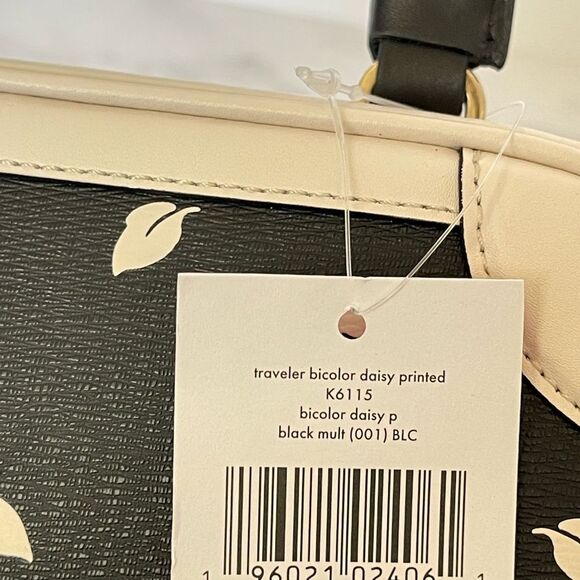 traveler bicolor daisy printed
K6115
bicolor daisy p
black mult (001) BLC
1 96021 02406 1